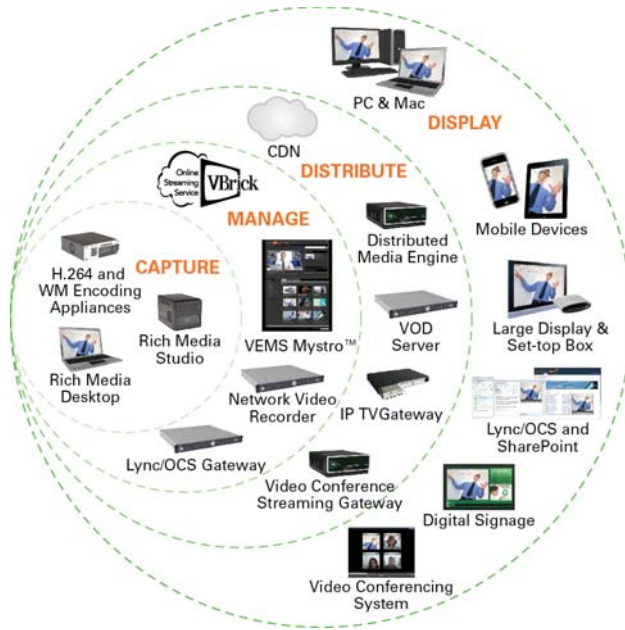 PC & Mac
DISPLAY
CDN
DISTRIBUTE
Online
Streaming
Service
VBrick
MANAGE
Mobile Devices
Distributed
Media Engine
H.264 and
WM Encoding
Appliances
CAPTURE
Rich Media
Studio
Rich Media
Desktop
VEMS Mystro™
VOD
Server
Large Display &
Set-top Box
Network Video
Recorder
IP TVGateway
Lync/OCS and
SharePoint
Lync/OCS Gateway
Video Conference
Streaming Gateway
Digital Signage
Video Conferencing
System